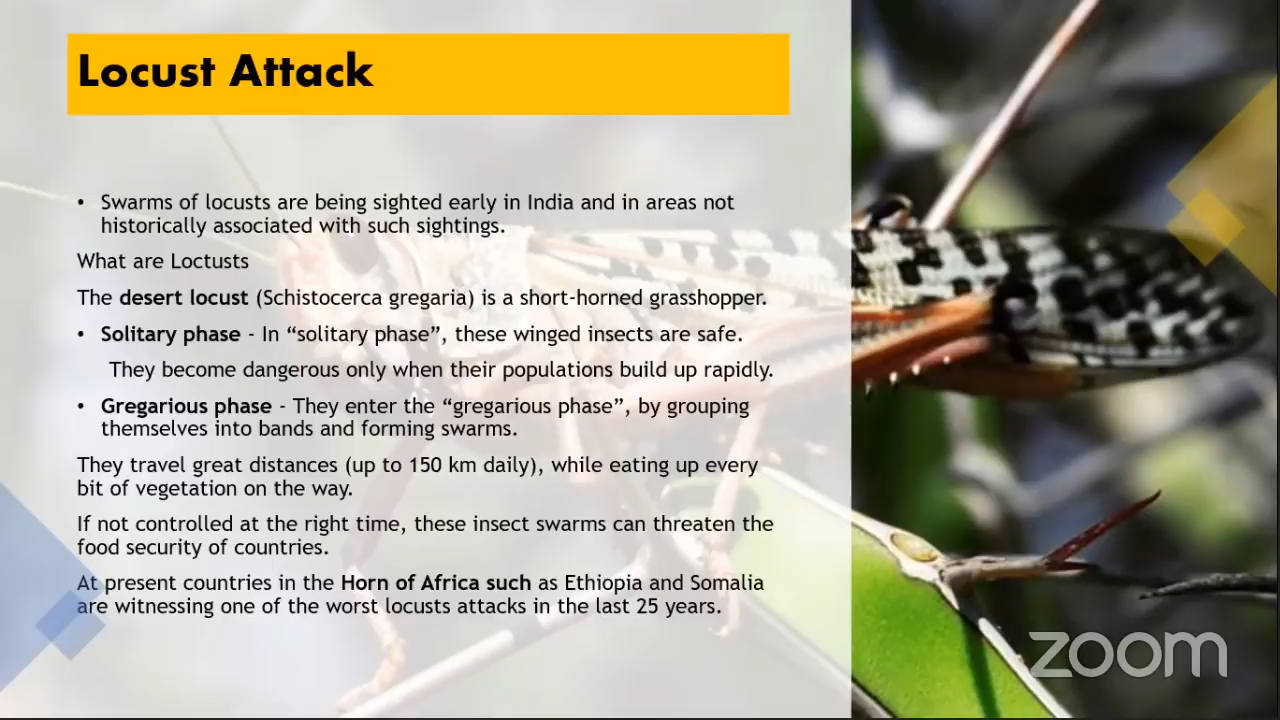 Locust Attack
• Swarms of locusts are being sighted early in India and in areas not
historically associated with such sightings.
What are Loctusts
The desert locust (Schistocerca gregaria) is a short-horned grasshopper.
• Solitary phase - In “solitary phase”, these winged insects are safe.
They become dangerous only when their populations build up rapidly.
• Gregarious phase - They enter the “gregarious phase”, by grouping
themselves into bands and forming swarms.
They travel great distances (up to 150 km daily), while eating up every
bit of vegetation on the way.
If not controlled at the right time, these insect swarms can threaten the
food security of countries.
At present countries in the Horn of Africa such as Ethiopia and Somalia
are witnessing one of the worst locusts attacks in the last 25 years.
zoom